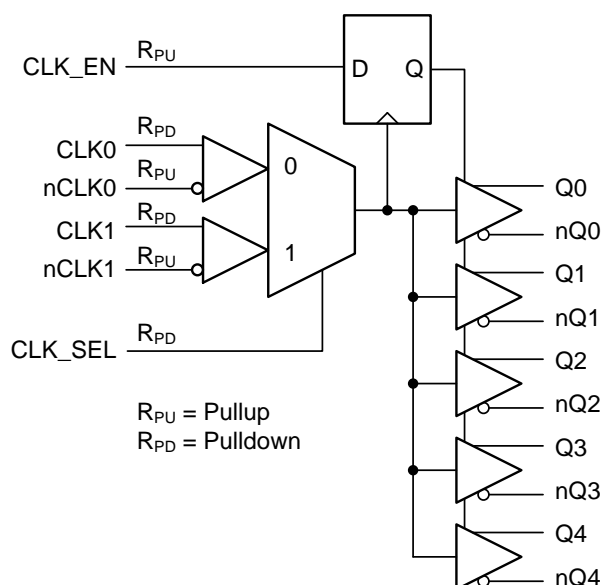 CLK_EN RPU D Q
CLK0 RPD
nCLK0 RPU
CLK1 RPD
nCLK1 RPU
0
1
CLK_SEL RPD
RPU = Pullup
RPD = Pulldown
Q0
nQ0
Q1
nQ1
Q2
nQ2
Q3
nQ3
Q4
nQ4